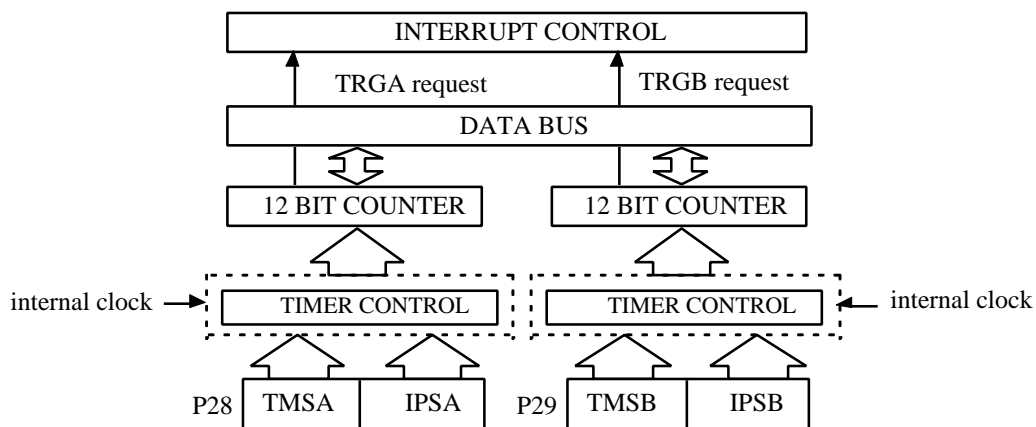 INTERRUPT CONTROL
TRGA request
TRGB request
DATA BUS
12 BIT COUNTER
12 BIT COUNTER
internal clock
TIMER CONTROL
TIMER CONTROL
internal clock
P28
TMSA
IPSA
P29
TMSB
IPSB